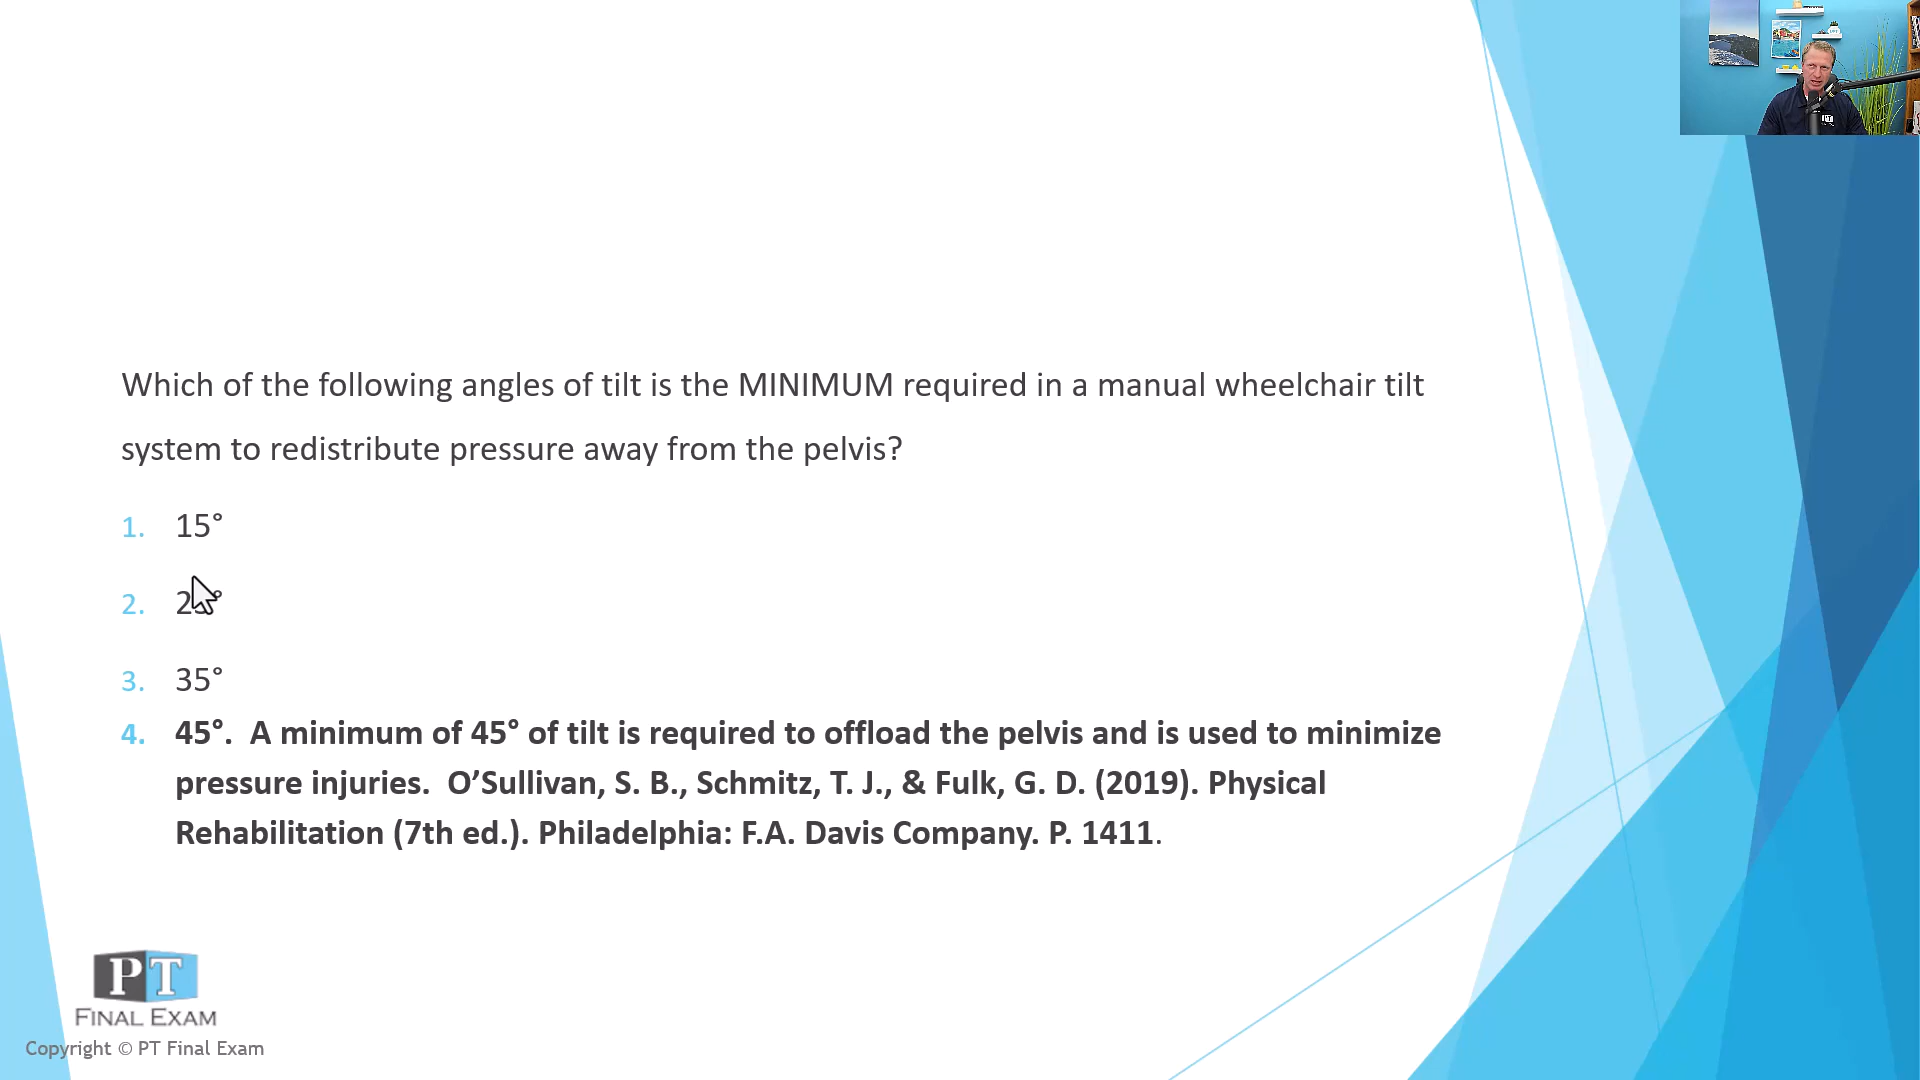 Which of the following angles of tilt is the MINIMUM required in a manual wheelchair tilt
system to redistribute pressure away from the pelvis?
1. 15°
2.
3. 35°
4. 45°. A minimum of 45° of tilt is required to offload the pelvis and is used to minimize
pressure injuries. O’Sullivan, S. B., Schmitz, T. J., & Fulk, G. D. (2019). Physical
Rehabilitation (7th ed.). Philadelphia: F.A. Davis Company. P. 1411.
PT
FINAL EXAM
Copyright © PT Final Exam